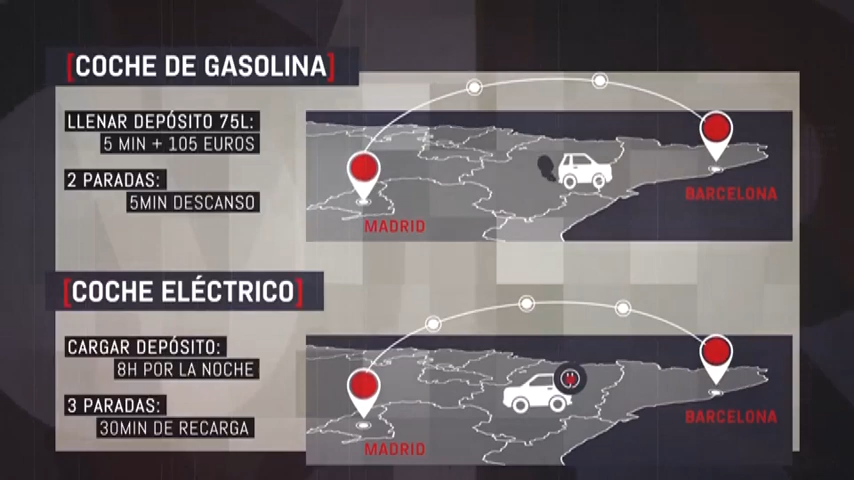 [COCHE DE GASOLINA]
LLENAR DEPÓSITO 75L:
5 MIN + 105 EUROS
2 PARADAS:
5MIN DESCANSO
MADRID
BARCELONA
[COCHE ELÉCTRICO]
CARGAR DEPÓSITO:
8H POR LA NOCHE
3 PARADAS:
30MIN DE RECARGA
MADRID
BARCELONA